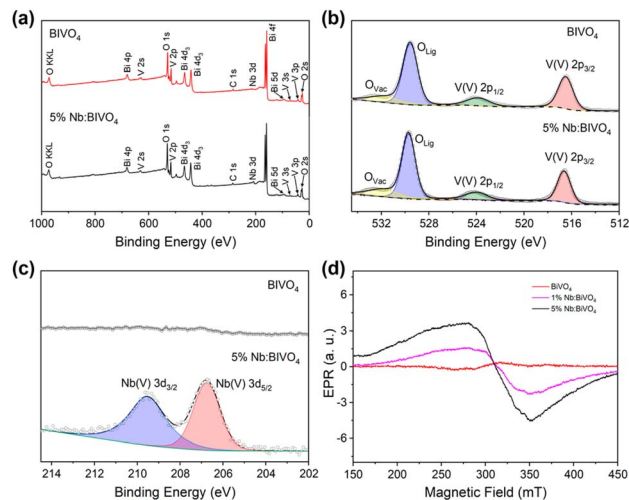 (a)
BIVO₄
O KKL
Bi 4p
V 2s
O 1s
V 2p
Bi 4d₃
Bi 4d₃
C 1s
Nb 3d
Bi 4f
Bi 5d
V 3s
V 3p
O 2s
5% Nb:BIVO₄
O KKL
Bi 4p
V 2s
O 1s
V 2p
Bi 4d₃
Bi 4d₃
C 1s
Nb 3d
Bi 5d
V 3s
V 3p
O 2s
1000 800 600 400 200 0
Binding Energy (eV)
(b)
BIVO₄
O_Vac
O_Lig
V(V) 2p₁/₂
V(V) 2p₃/₂
5% Nb:BIVO₄
O_Vac
O_Lig
V(V) 2p₁/₂
V(V) 2p₃/₂
532 528 524 520 516 512
Binding Energy (eV)
(c)
BIVO₄
5% Nb:BIVO₄
Nb(V) 3d₃/₂
Nb(V) 3d₅/₂
214 212 210 208 206 204 202
Binding Energy (eV)
(d)
BiVO₄
1% Nb:BiVO₄
5% Nb:BiVO₄
EPR (a. u.)
6
3
0
-3
-6
150 200 250 300 350 400 450
Magnetic Field (mT)